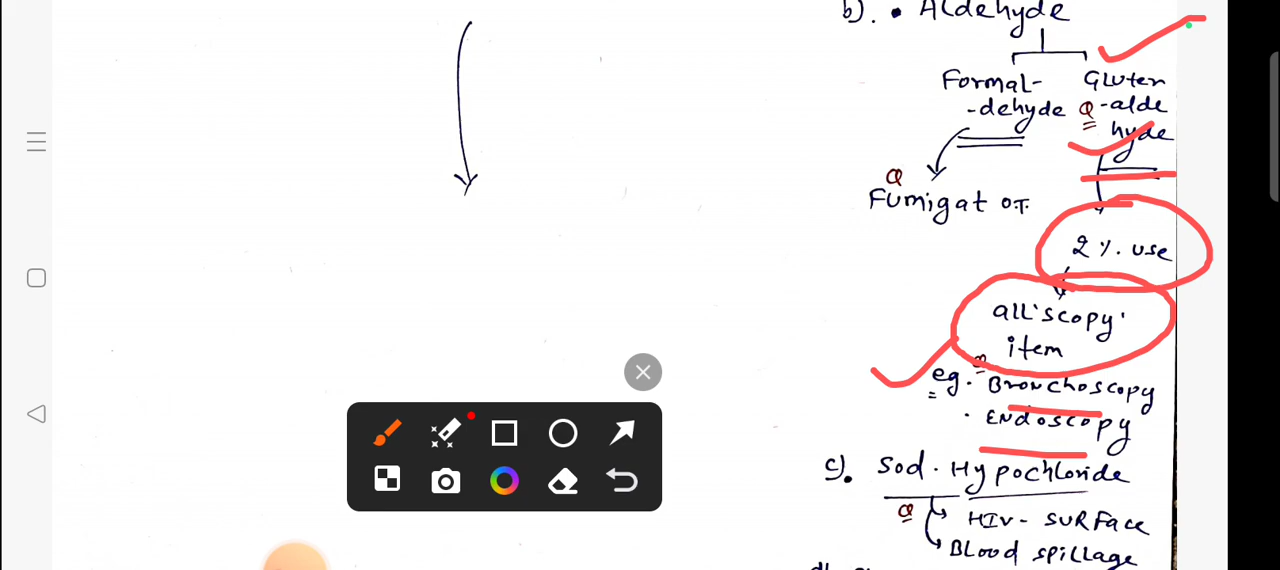 b). • Aldehyde
Formal-
-dehyde
Gluter
Q -alde
hyde
Q
Fumigat O.T.
2 %. use
all 'scopy'
item
eg. Bronchoscopy
• Endoscopy
c). Sod. Hypochloride
Q HIV - SURFACE
Blood spillage